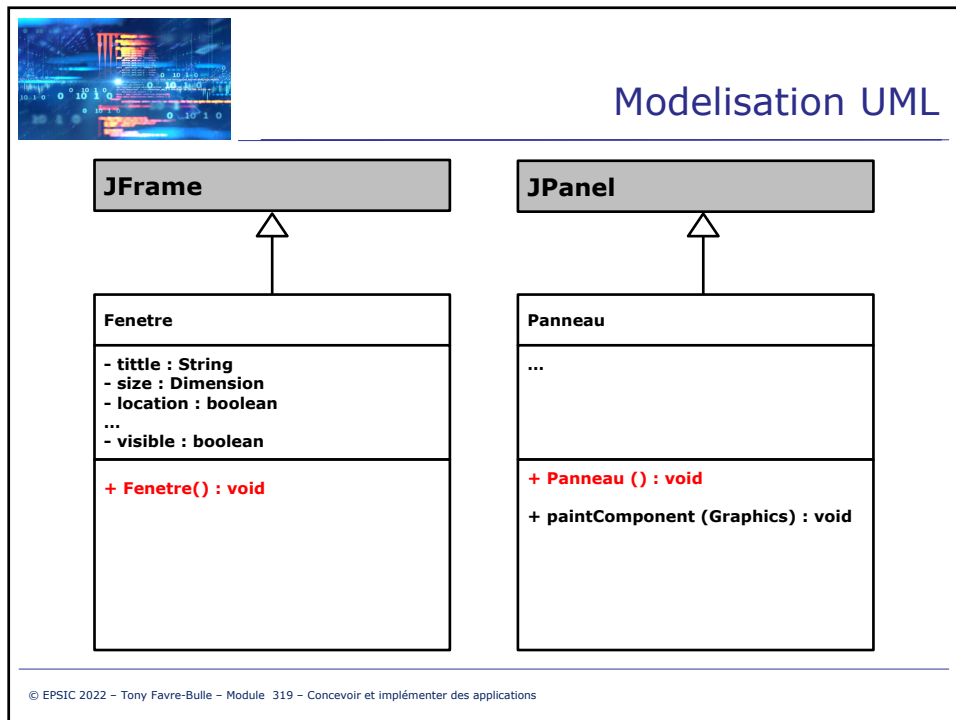 Modelisation UML
JFrame
JPanel
Fenetre
- tittle : String
- size : Dimension
- location : boolean
...
- visible : boolean
+ Fenetre() : void
Panneau
...
+ Panneau () : void
+ paintComponent (Graphics) : void
© EPSIC 2022 – Tony Favre-Bulle – Module 319 – Concevoir et implémenter des applications